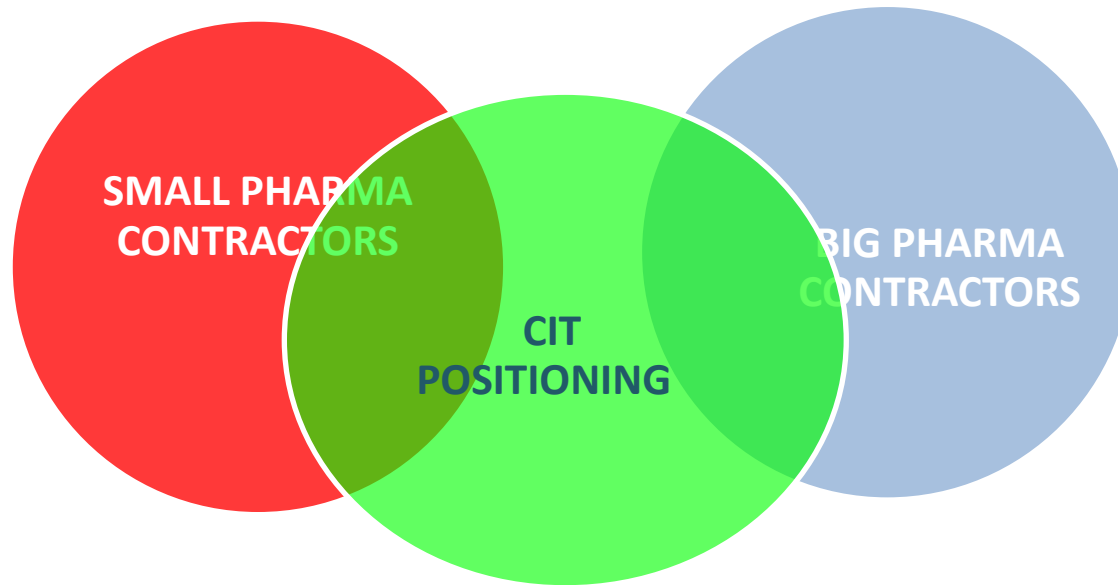 SMALL PHARMA
CONTRACTORS
CIT
POSITIONING
BIG PHARMA
CONTRACTORS